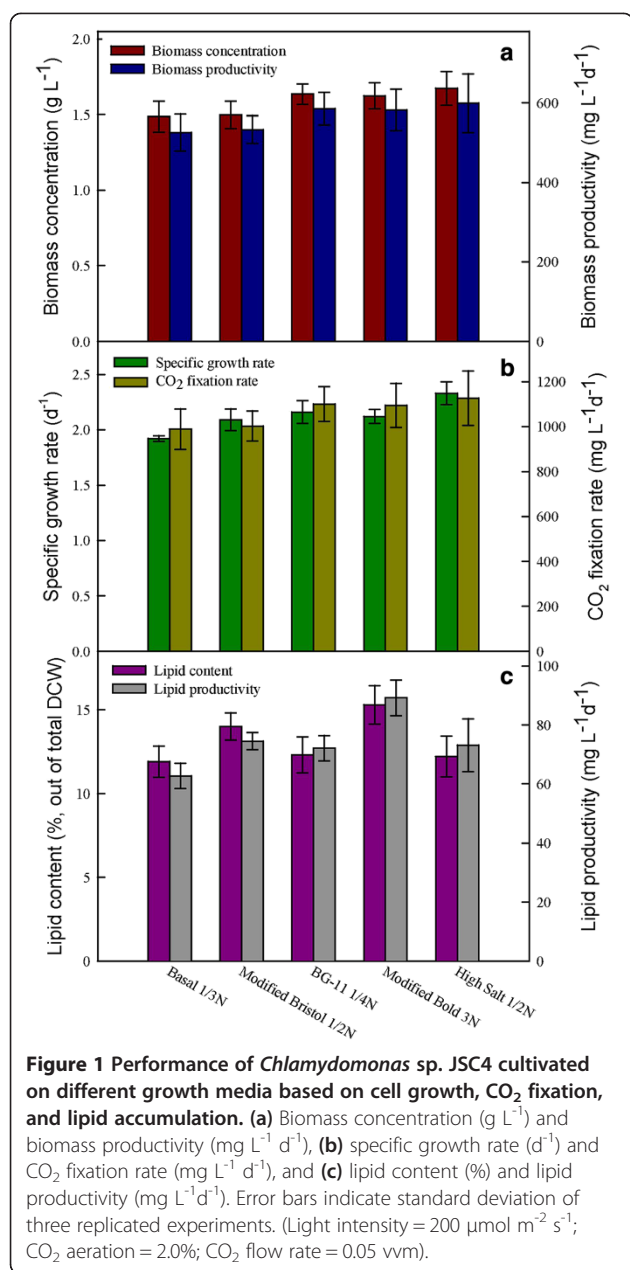 2.0
1.5
1.0
0.5
0.0
Biomass concentration (g L-1)
Biomass concentration
Biomass productivity
a
600
400
200
0
Biomass productivity (mg L-1d-1)
2.5
2.0
1.5
1.0
0.5
0.0
Specific growth rate (d-1)
Specific growth rate
CO2 fixation rate
b
1200
1000
800
600
400
200
0
CO2 fixation rate (mg L-1d-1)
15
10
5
0
Lipid content (%, out of total DCW)
Lipid content
Lipid productivity
c
100
80
60
40
20
0
Lipid productivity (mg L-1d-1)
Basal 1/3N
Modified Bristol 1/2N
BG-11 1/4N
Modified Bold 3N
High Salt 1/2N
Figure 1 Performance of Chlamydomonas sp. JSC4 cultivated
on different growth media based on cell growth, CO2 fixation,
and lipid accumulation. (a) Biomass concentration (g L-1) and
biomass productivity (mg L-1 d-1), (b) specific growth rate (d-1) and
CO2 fixation rate (mg L-1 d-1), and (c) lipid content (%) and lipid
productivity (mg L-1d-1). Error bars indicate standard deviation of
three replicated experiments. (Light intensity = 200 μmol m-2 s-1;
CO2 aeration = 2.0%; CO2 flow rate = 0.05 vvm).